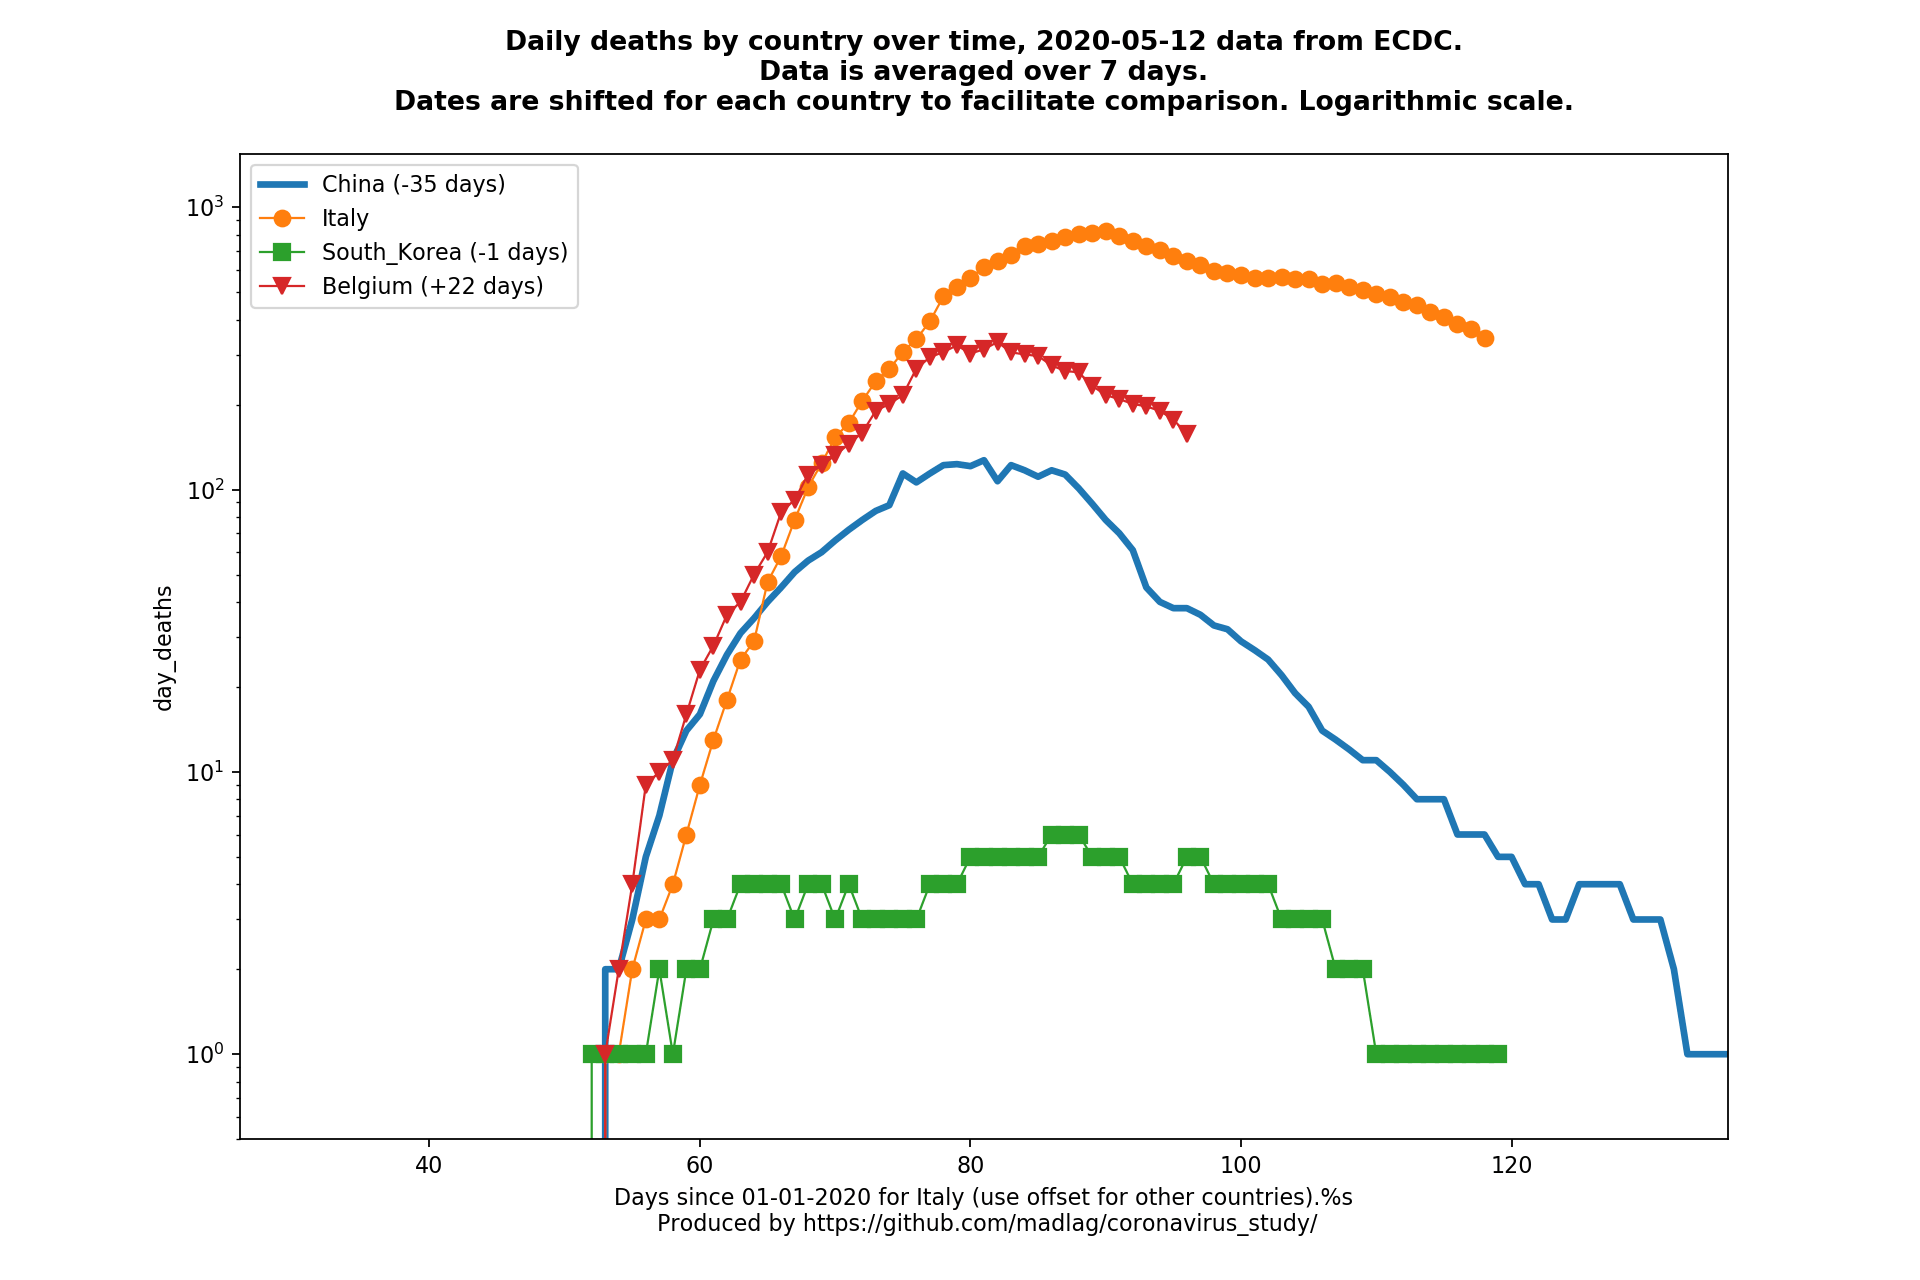 Daily deaths by country over time, 2020-05-12 data from ECDC.
Data is averaged over 7 days.
Dates are shifted for each country to facilitate comparison. Logarithmic scale.
China (-35 days)
Italy
South_Korea (-1 days)
Belgium (+22 days)
10³
10²
10¹
10⁰
day_deaths
40 60 80 100 120
Days since 01-01-2020 for Italy (use offset for other countries).%s
Produced by https://github.com/madlag/coronavirus_study/